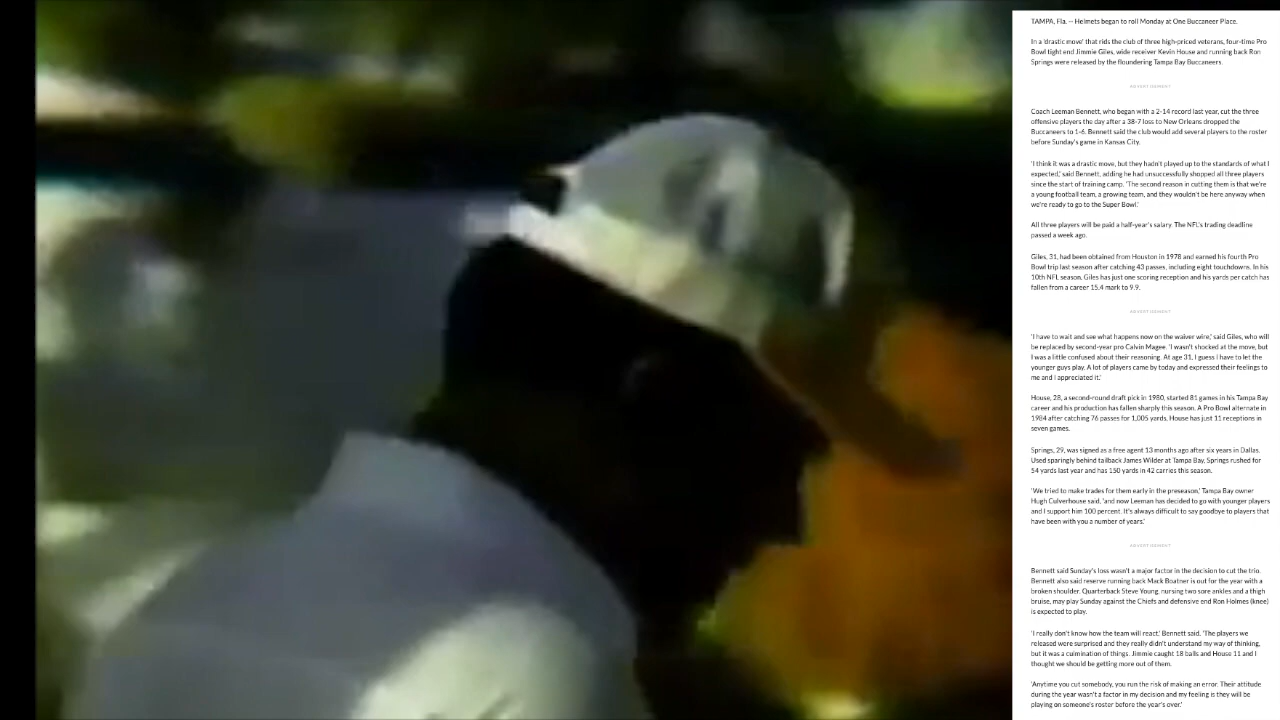 TAMPA, Fla. -- Helmets began to roll Monday at One Buccaneer Place.
In a 'drastic move' that rids the club of three high-priced veterans, four-time Pro
Bowl tight end Jimmie Giles, wide receiver Kevin House and running back Ron
Springs were released by the floundering Tampa Bay Buccaneers.
ADVERTISEMENT
Coach Leeman Bennett, who began with a 2-14 record last year, cut the three
offensive players the day after a 38-7 loss to New Orleans dropped the
Buccaneers to 1-6. Bennett said the club would add several players to the roster
before Sunday's game in Kansas City.
'I think it was a drastic move, but they hadn't played up to the standards of what I
expected,' said Bennett, adding he had unsuccessfully shopped all three players
since the start of training camp. 'The second reason in cutting them is that we're
a young football team, a growing team, and they wouldn't be here anyway when
we're ready to go to the Super Bowl.'
All three players will be paid a half-year's salary. The NFL's trading deadline
passed a week ago.
Giles, 31, had been obtained from Houston in 1978 and earned his fourth Pro
Bowl trip last season after catching 43 passes, including eight touchdowns. In his
10th NFL season, Giles has just one scoring reception and his yards per catch has
fallen from a career 15.4 mark to 9.9.
ADVERTISEMENT
'I have to wait and see what happens now on the waiver wire,' said Giles, who will
be replaced by second-year pro Calvin Magee. 'I wasn't shocked at the move, but
I was a little confused about their reasoning. At age 31, I guess I have to let the
younger guys play. A lot of players came by today and expressed their feelings to
me and I appreciated it.'
House, 28, a second-round draft pick in 1980, started 81 games in his Tampa Bay
career and his production has fallen sharply this season. A Pro Bowl alternate in
1984 after catching 76 passes for 1,005 yards, House has just 11 receptions in
seven games.
Springs, 29, was signed as a free agent 13 months ago after six years in Dallas.
Used sparingly behind tailback James Wilder at Tampa Bay, Springs rushed for
54 yards last year and has 150 yards in 42 carries this season.
'We tried to make trades for them early in the preseason,' Tampa Bay owner
Hugh Culverhouse said, 'and now Leeman has decided to go with younger players
and I support him 100 percent. It's always difficult to say goodbye to players that
have been with you a number of years.'
ADVERTISEMENT
Bennett said Sunday's loss wasn't a major factor in the decision to cut the trio.
Bennett also said reserve running back Mack Boatner is out for the year with a
broken shoulder. Quarterback Steve Young, nursing two sore ankles and a thigh
bruise, may play Sunday against the Chiefs and defensive end Ron Holmes (knee)
is expected to play.
'I really don't know how the team will react,' Bennett said. 'The players we
released were surprised and they really didn't understand my way of thinking,
but it was a culmination of things. Jimmie caught 18 balls and House 11 and I
thought we should be getting more out of them.
'Anytime you cut somebody, you run the risk of making an error. Their attitude
during the year wasn't a factor in my decision and my feeling is they will be
playing on someone's roster before the year's over.'